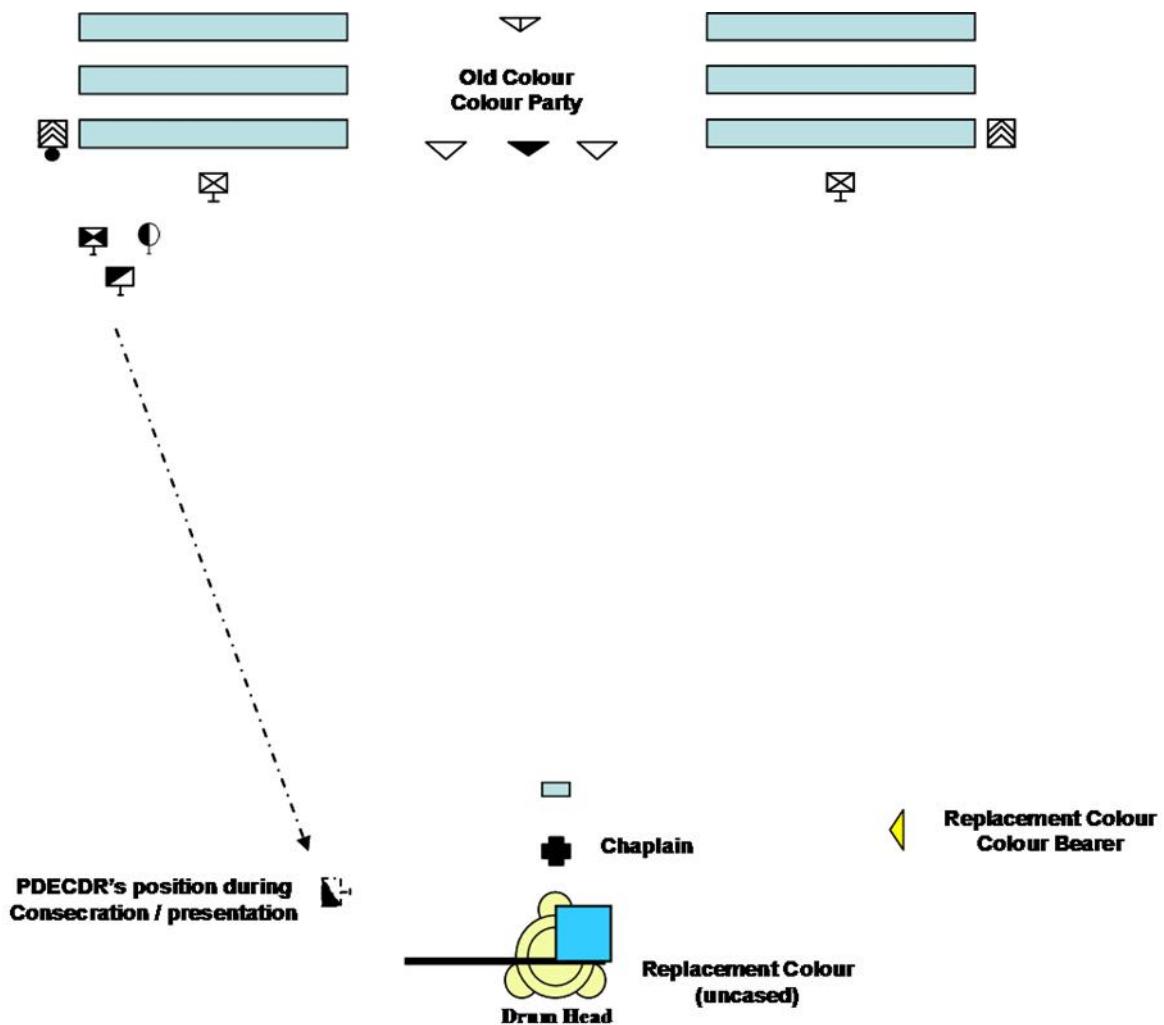 Old Colour
Colour Party
Replacement Colour
Colour Bearer
Chaplain
PDECDR's position during
Consecration / presentation
Replacement Colour
(uncased)
Drum Head